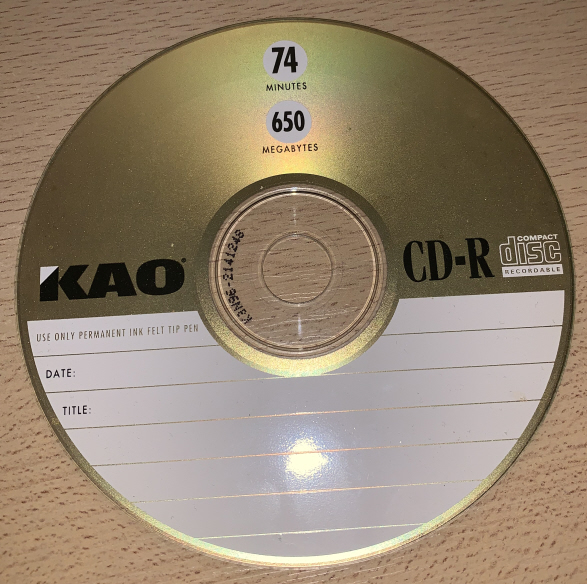 74
MINUTES
650
MEGABYTES
KAO®
CD-R
COMPACT
disc
RECORDABLE
USE ONLY PERMANENT INK FELT TIP PEN
DATE:
TITLE: